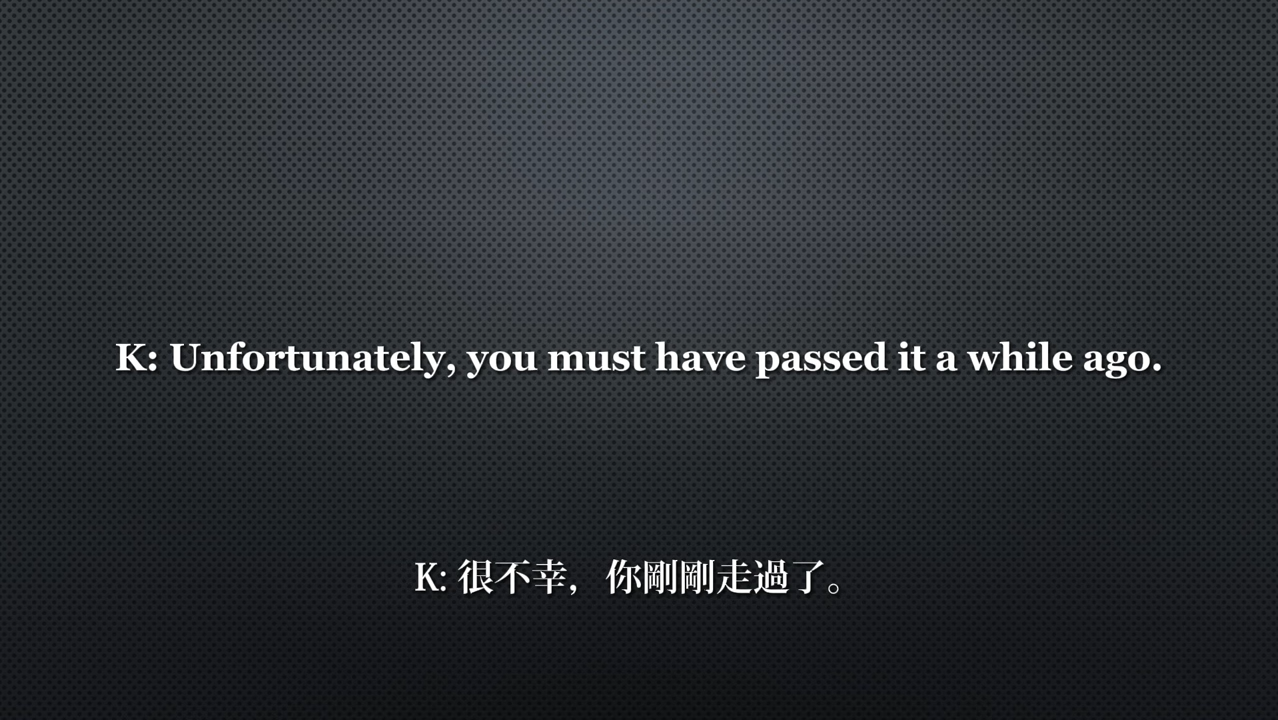 K: Unfortunately, you must have passed it a while ago.
K: 很不幸，你剛剛走過了。